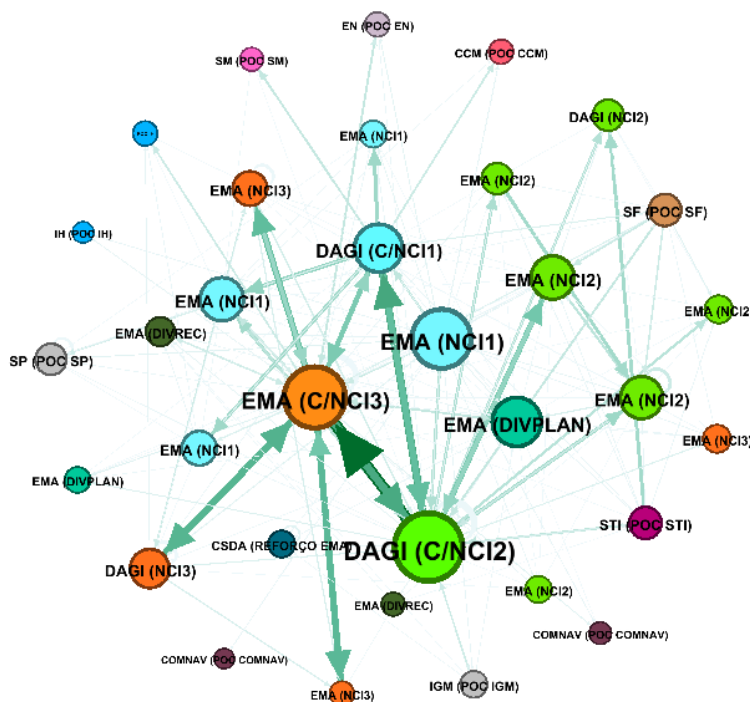 EN (POC EN)
CCM (POC CCM)
SM (POC SM)
DAGI (NCI2)
EMA (NCI1)
EMA (NCI2)
EMA (NCI3)
SF (POC SF)
IH (POC IH)
DAGI (C/NCI1)
EMA (NCI2)
EMA (NCI1)
EMA (NCI2)
EMA (DIVREC)
EMA (NCI1)
SP (POC SP)
EMA (C/NCI3)
EMA (NCI2)
EMA (DIVPLAN)
EMA (NCI3)
EMA (NCI1)
EMA (DIVPLAN)
STI (POC STI)
CSDA (REFORÇO EMA)
DAGI (C/NCI2)
DAGI (NCI3)
EMA (NCI2)
EMA (DIVREC)
COMNAV (POC COMNAV)
COMNAV (POC COMNAV)
IGM (POC IGM)
EMA (NCI3)